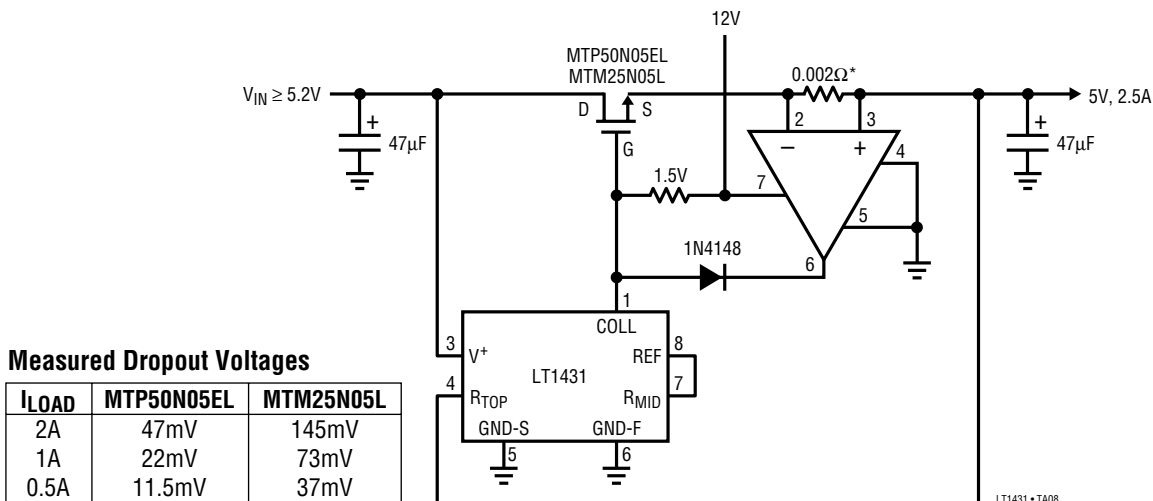 12V
MTP50N05EL
MTM25N05L
0.002Ω*
V_IN ≥ 5.2V
D
S
2
3
5V, 2.5A
+
47µF
−
+
4
+
47µF
G
1.5V
7
5
1N4148
6
1
COLL
3
V+
REF
8
LT1431
4
R_TOP
R_MID
7
GND-S
GND-F
5
6
Measured Dropout Voltages
I_LOAD MTP50N05EL MTM25N05L
2A 47mV 145mV
1A 22mV 73mV
0.5A 11.5mV 37mV
LT1431 • TA08